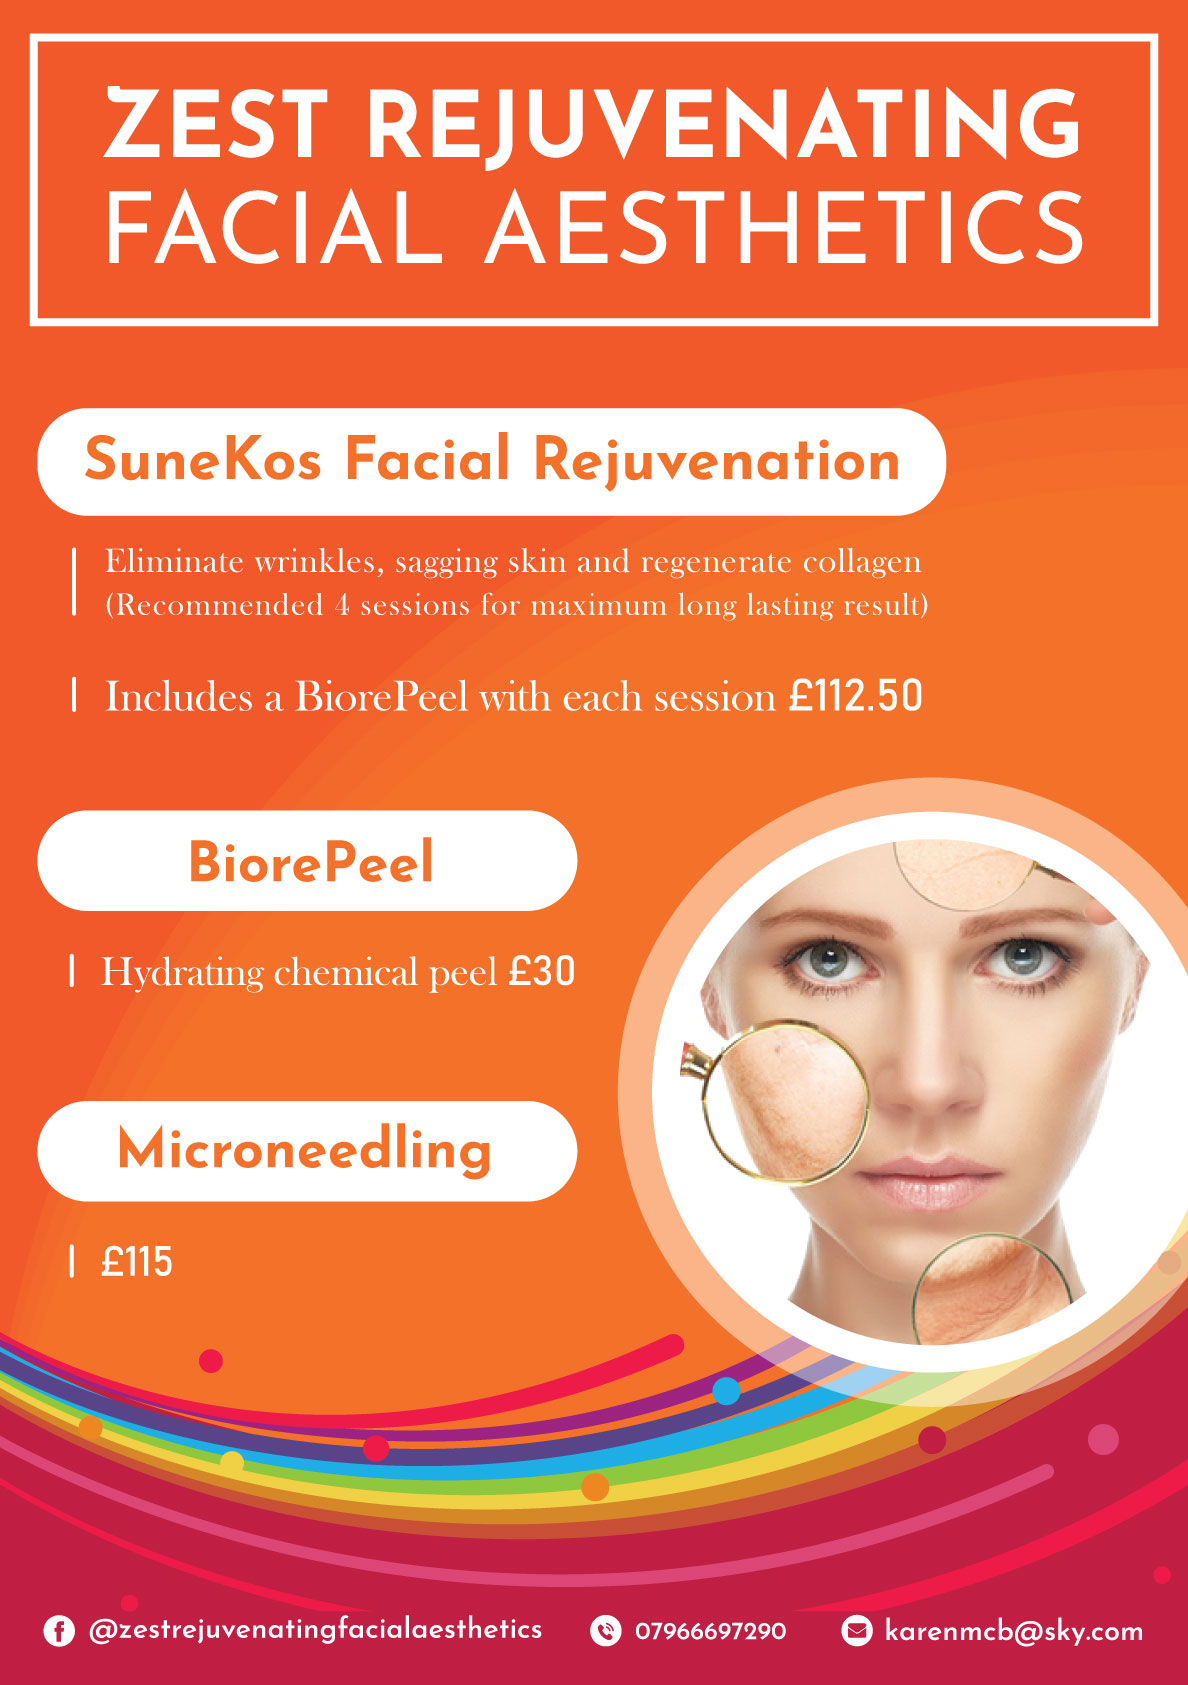 ZEST REJUVENATING
FACIAL AESTHETICS
SuneKos Facial Rejuvenation
Eliminate wrinkles, sagging skin and regenerate collagen
(Recommended 4 sessions for maximum long lasting result)
Includes a BiorePeel with each session £112.50
BiorePeel
Hydrating chemical peel £30
Microneedling
£115
@zestrejuvenatingfacialaesthetics 07966697290 karenmcb@sky.com